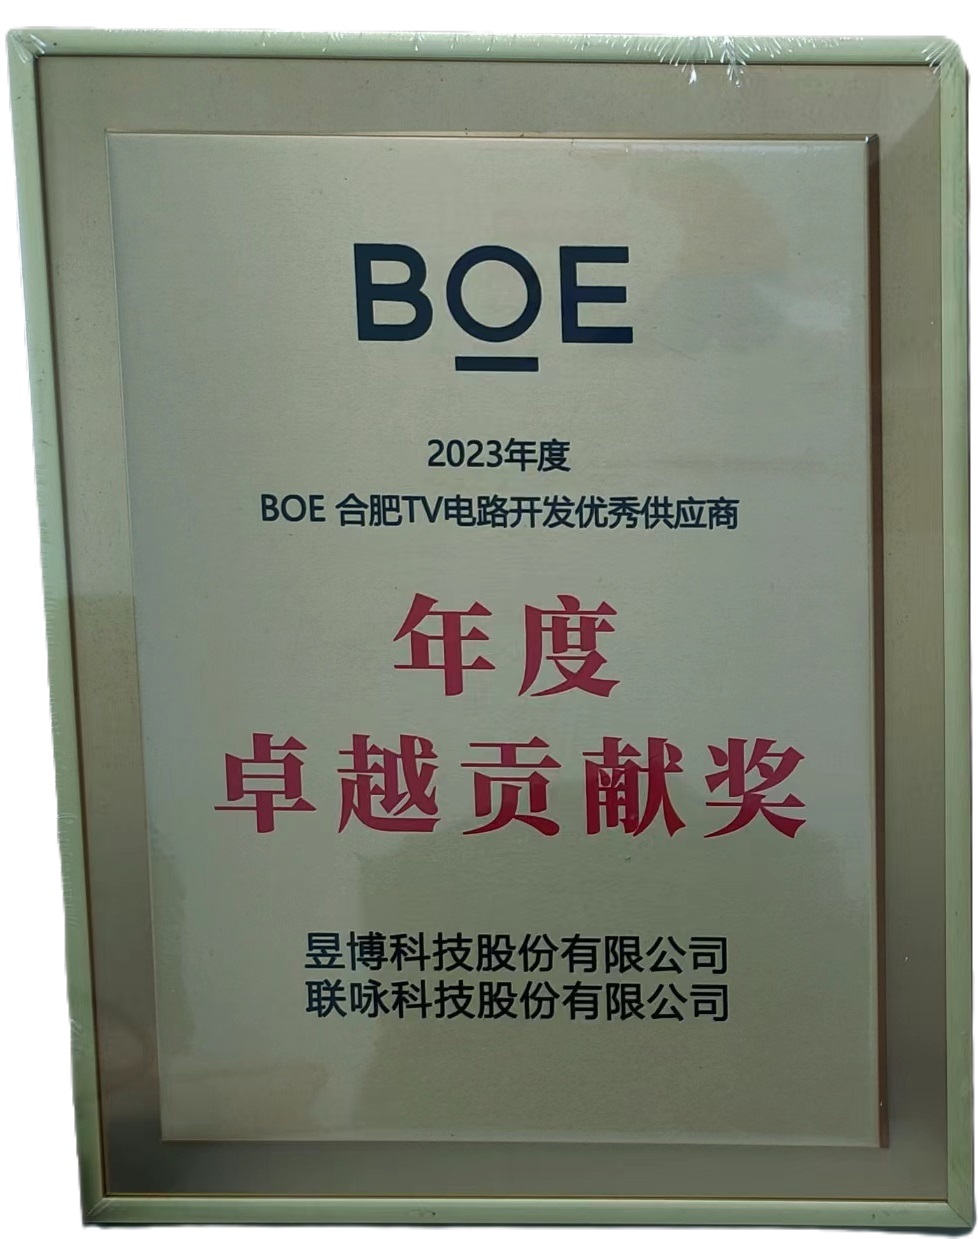 BOE
2023年度
BOE 合肥TV电路开发优秀供应商
年度
卓越贡献奖
昱博科技股份有限公司
联咏科技股份有限公司